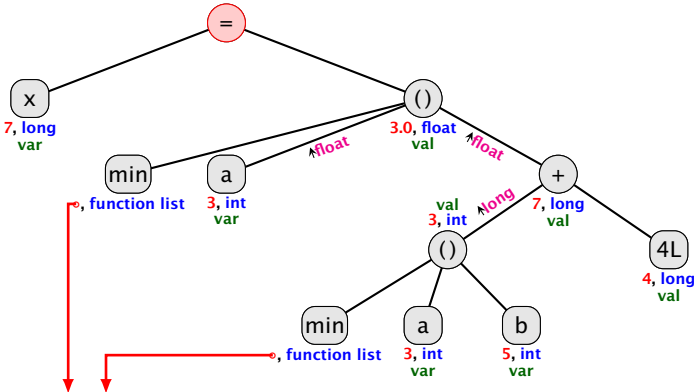 =
x
7, long
var
()
3.0, float
val
float
float
min
, function list
a
3, int
var
+
7, long
val
long
val
3, int
()
4L
4, long
val
min
, function list
a
3, int
var
b
5, int
var